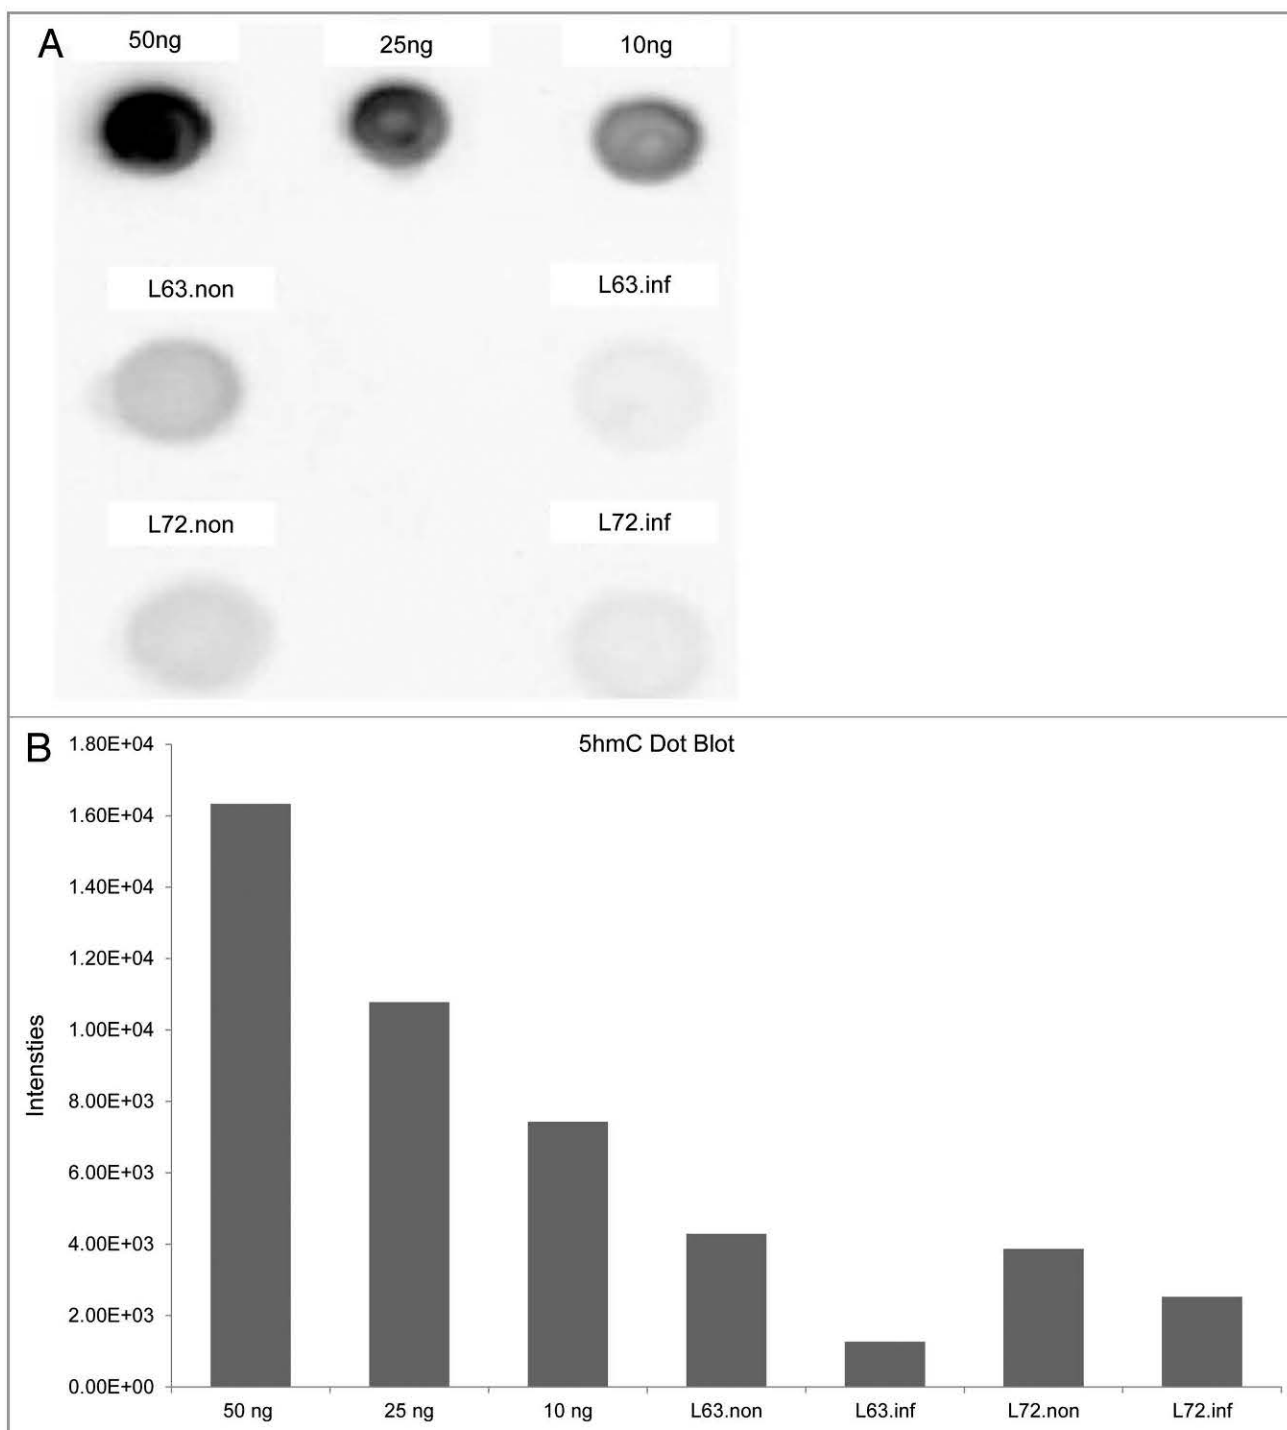 A
50ng 25ng 10ng
L63.non L63.inf
L72.non L72.inf
B
5hmC Dot Blot
1.80E+04
1.60E+04
1.40E+04
1.20E+04
1.00E+04
8.00E+03
6.00E+03
4.00E+03
2.00E+03
0.00E+00
Intensties
50 ng 25 ng 10 ng L63.non L63.inf L72.non L72.inf